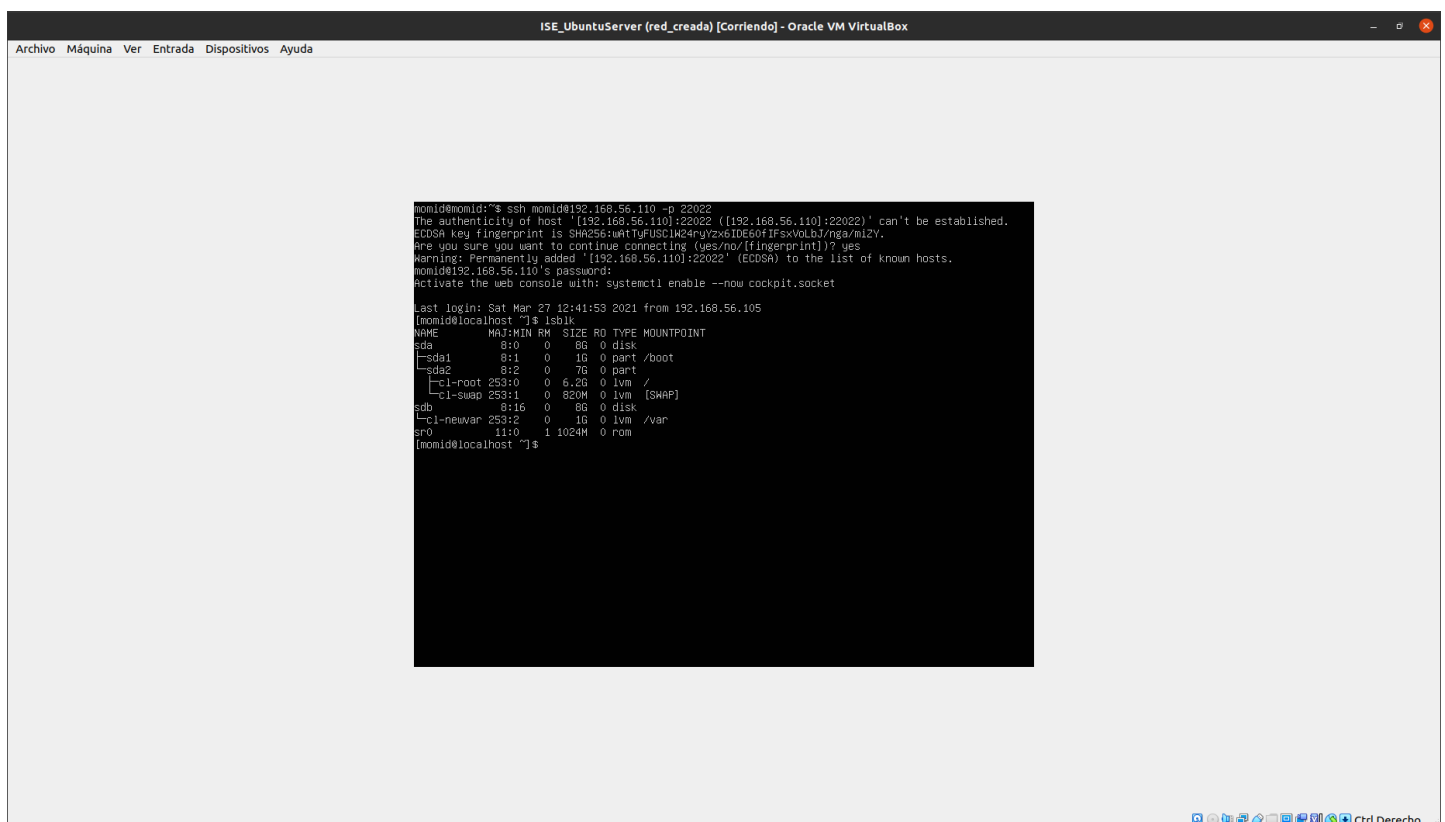 ISE_UbuntuServer (red_creada) [Corriendo] - Oracle VM VirtualBox
Archivo Máquina Ver Entrada Dispositivos Ayuda
momid@momid:~$ ssh momid@192.168.56.110 -p 22022
The authenticity of host '[192.168.56.110]:22022 ([192.168.56.110]:22022)' can't be established.
ECDSA key fingerprint is SHA256:wAtTyFUSClW24ryYzx6IDE60fIFsxVoLbJ/nga/miZY.
Are you sure you want to continue connecting (yes/no/[fingerprint])? yes
Warning: Permanently added '[192.168.56.110]:22022' (ECDSA) to the list of known hosts.
momid@192.168.56.110's password:
Activate the web console with: systemctl enable --now cockpit.socket
Last login: Sat Mar 27 12:41:53 2021 from 192.168.56.105
[momid@localhost ~]$ lsblk
NAME MAJ:MIN RM SIZE RO TYPE MOUNTPOINT
sda 8:0 0 8G 0 disk
├─sda1 8:1 0 1G 0 part /boot
└─sda2 8:2 0 7G 0 part
  ├─cl-root 253:0 0 6.2G 0 lvm /
  └─cl-swap 253:1 0 820M 0 lvm [SWAP]
sdb 8:16 0 8G 0 disk
└─cl-newvar 253:2 0 1G 0 lvm /var
sr0 11:0 1 1024M 0 rom
[momid@localhost ~]$
Ctrl Derecho